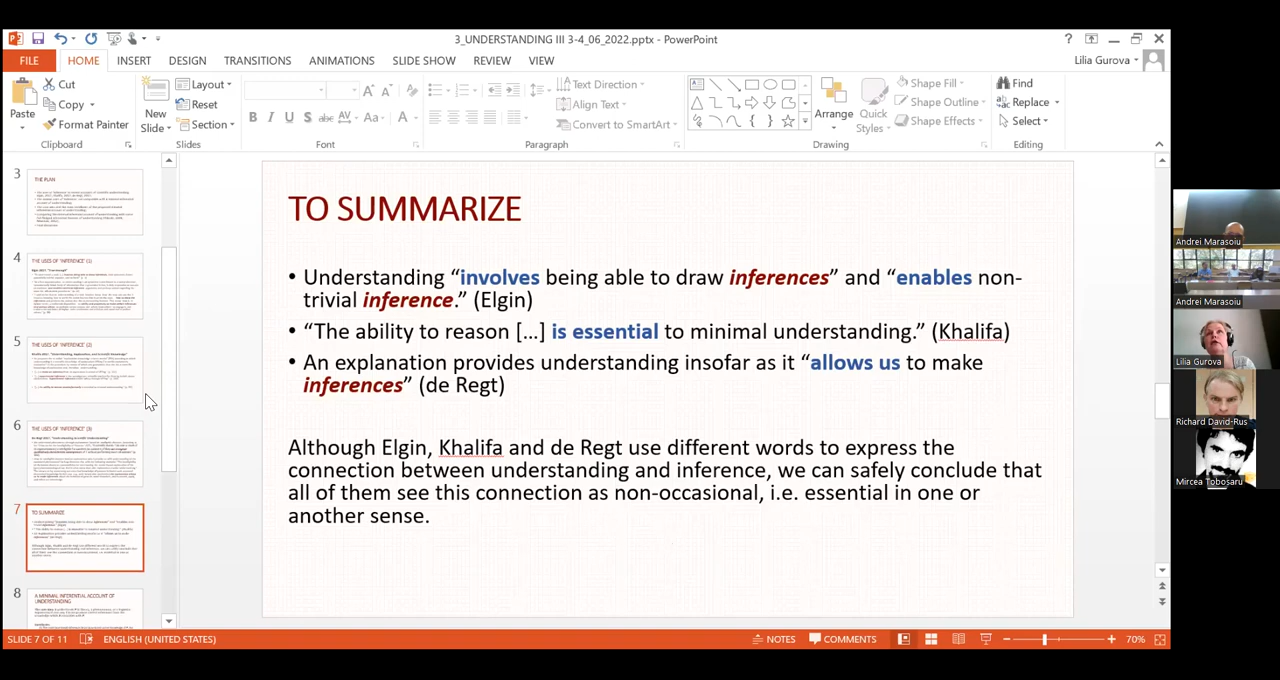 3_UNDERSTANDING III 3-4_06_2022.pptx - PowerPoint
FILE HOME INSERT DESIGN TRANSITIONS ANIMATIONS SLIDE SHOW REVIEW VIEW
Lilia Gurova
Paste
Cut
Copy
Format Painter
Clipboard
New
Slide
Layout
Reset
Section
Slides
Font
Text Direction
Align Text
Convert to SmartArt
Paragraph
Arrange
Quick
Styles
Shape Fill
Shape Outline
Shape Effects
Drawing
Find
Replace
Select
Editing
3
THE PLAN
4
THE USES OF "INFERENCE" (1)
5
THE USES OF "INFERENCE" (2)
6
THE USES OF "INFERENCE" (3)
7
TO SUMMARIZE
8
A MINIMAL INFERENTIAL ACCOUNT OF
UNDERSTANDING
TO SUMMARIZE
• Understanding “involves being able to draw inferences” and “enables non-
trivial inference.” (Elgin)
• “The ability to reason [...] is essential to minimal understanding.” (Khalifa)
• An expanation provides understanding insofar as it “allows us to make
inferences” (de Regt)
Although Elgin, Khaifa and de Regt use different words to express the
connection between understanding and inference, we can safely conclude that
all of them see this connection as non-occasional, i.e. essential in one or
another sense.
Andrei Marasoiu
Andrei Marasoiu
Lilia Gurova
Richard David-Rus
Mircea Toboșaru
SLIDE 7 OF 11
ENGLISH (UNITED STATES)
NOTES
COMMENTS
70%